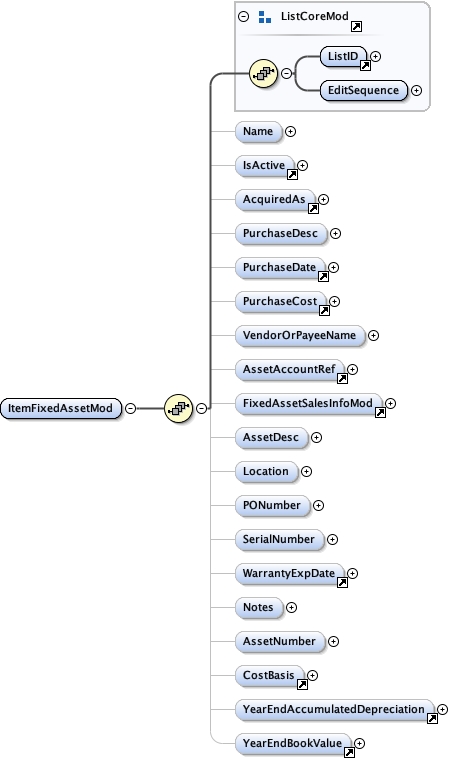 ListCoreMod
ListID
EditSequence
Name
IsActive
AcquiredAs
PurchaseDesc
PurchaseDate
PurchaseCost
VendorOrPayeeName
AssetAccountRef
ItemFixedAssetMod
FixedAssetSalesInfoMod
AssetDesc
Location
PONumber
SerialNumber
WarrantyExpDate
Notes
AssetNumber
CostBasis
YearEndAccumulatedDepreciation
YearEndBookValue